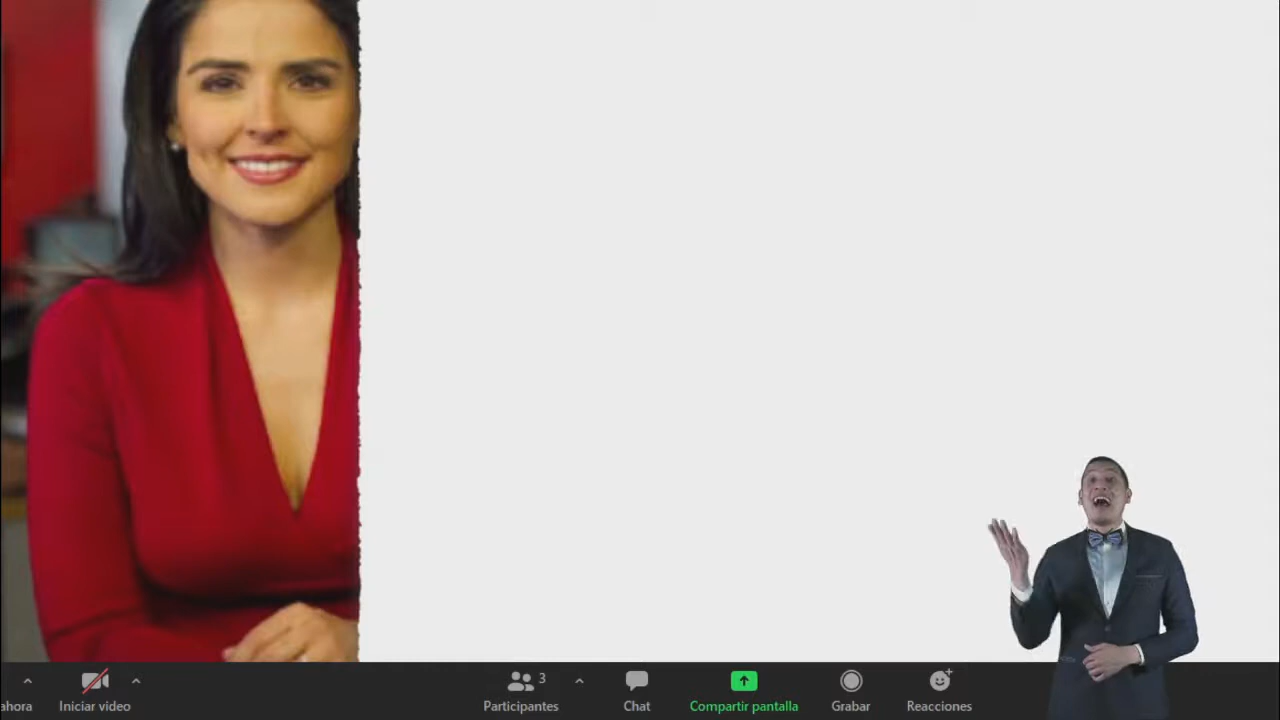 ahora
Iniciar video
3
Participantes
Chat
Compartir pantalla
Grabar
Reacciones